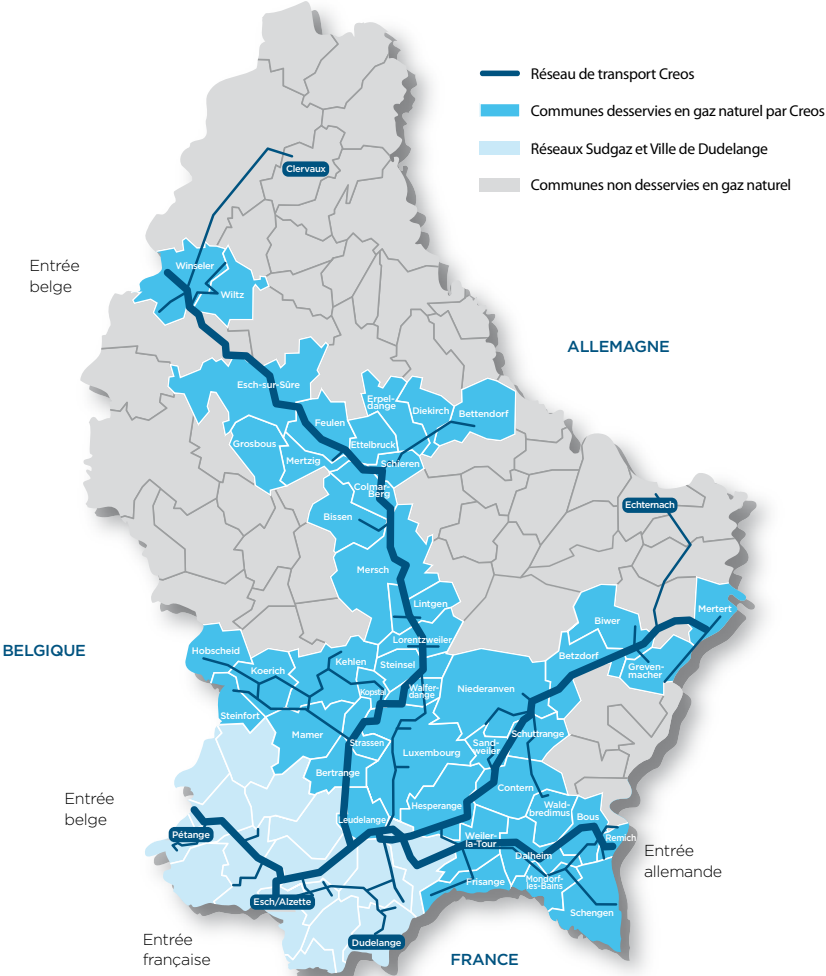 Réseau de transport Creos
Communes desservies en gaz naturel par Creos
Réseaux Sudgaz et Ville de Dudelange
Communes non desservies en gaz naturel
Clervaux
Entrée
belge
Winseler
Wiltz
ALLEMAGNE
Esch-sur-Sûre
Erpel-
dange
Diekirch
Bettendorf
Feulen
Grosbous
Ettelbruck
Mertzig
Schieren
Colmar-
Berg
Bissen
Echternach
Mersch
Lintgen
Mertert
Biwer
Lorentzweiler
BELGIQUE
Hobscheid
Koerich
Kehlen
Steinsel
Betzdorf
Greven-
macher
Kopstal
Walfer-
dange
Niederanven
Steinfort
Mamer
Strassen
Schuttrange
Luxembourg
Sand-
weiler
Bertrange
Contern
Entrée
belge
Hesperange
Wald-
bredimus
Leudelange
Bous
Pétange
Weiler-
la-Tour
Remich
Dalheim
Entrée
allemande
Frisange
Mondorf-
les-Bains
Esch/Alzette
Schengen
Entrée
française
Dudelange
FRANCE